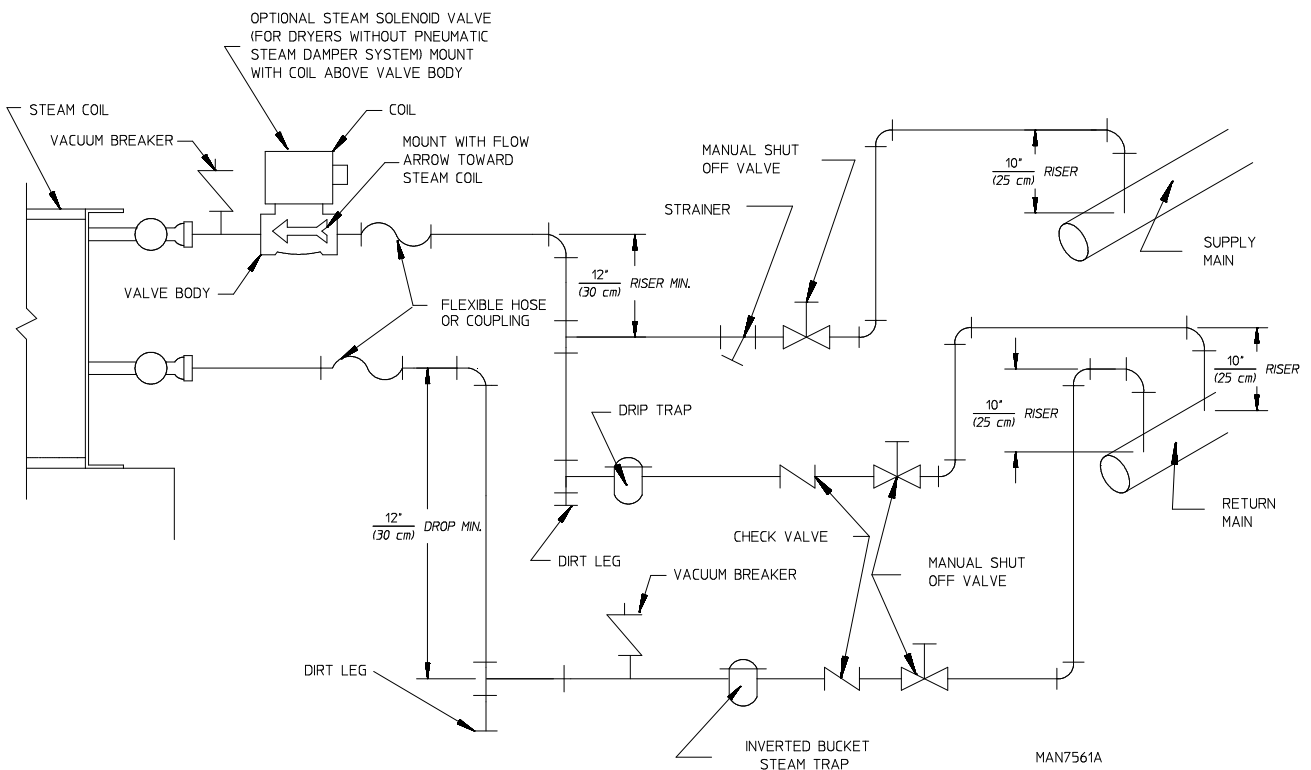 OPTIONAL STEAM SOLENOID VALVE
(FOR DRYERS WITHOUT PNEUMATIC
STEAM DAMPER SYSTEM) MOUNT
WITH COIL ABOVE VALVE BODY
STEAM COIL
COIL
VACUUM BREAKER
MOUNT WITH FLOW
ARROW TOWARD
STEAM COIL
MANUAL SHUT
OFF VALVE
10"
(25 cm) RISER
STRAINER
SUPPLY
MAIN
VALVE BODY
12"
(30 cm) RISER MIN.
FLEXIBLE HOSE
OR COUPLING
10"
(25 cm) RISER
10"
(25 cm) RISER
DRIP TRAP
RETURN
MAIN
12"
(30 cm) DROP MIN.
CHECK VALVE
DIRT LEG
MANUAL SHUT
OFF VALVE
VACUUM BREAKER
DIRT LEG
INVERTED BUCKET
STEAM TRAP
MAN7561A